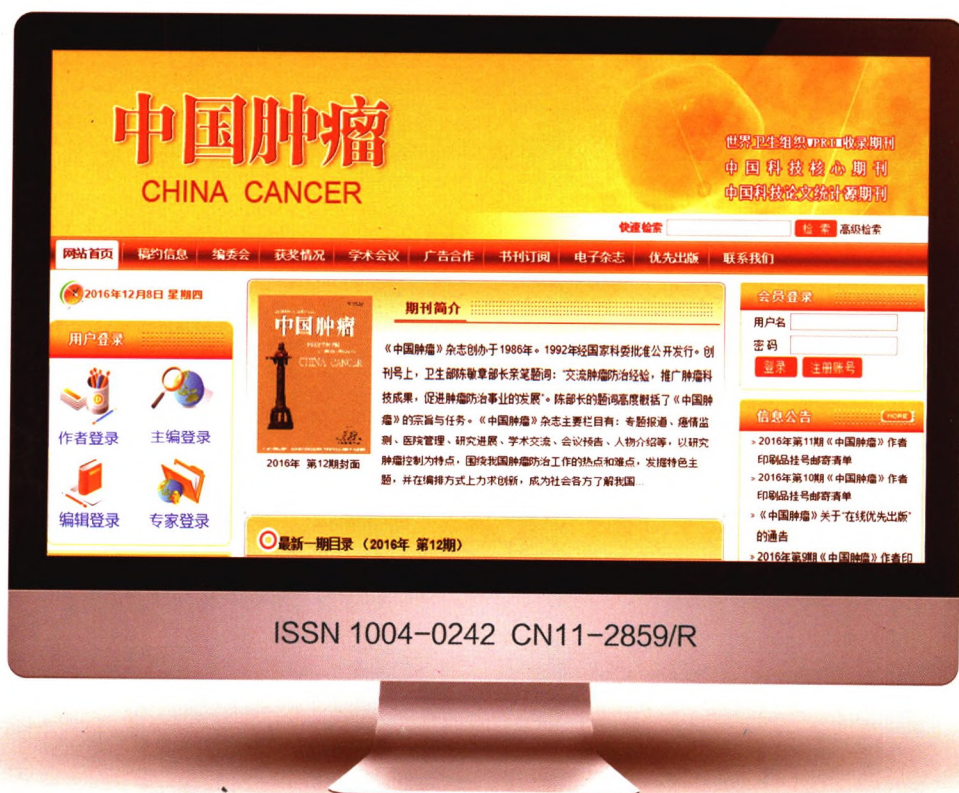 中国肿瘤
CHINA CANCER
世界卫生组织WPRIM收录期刊
中国科技核心期刊
中国科技论文统计源期刊
快速检索 检索 高级检索
网站首页 稿约信息 编委会 获奖情况 学术会议 广告合作 书刊订阅 电子杂志 优先出版 联系我们
2016年12月8日 星期四
用户登录
作者登录 主编登录
编辑登录 专家登录
中国肿瘤
CHINA CANCER
2016年 第12期封面
期刊简介
《中国肿瘤》杂志创办于1986年。1992年经国家科委批准公开发行。创
刊号上,卫生部陈敏章部长亲笔题词:“交流肿瘤防治经验,推广肿瘤科
技成果,促进肿瘤防治事业的发展”。陈部长的题词高度概括了《中国肿
瘤》的宗旨与任务。《中国肿瘤》杂志主要栏目有:专题报道、癌情监
测、医院管理、研究进展、学术交流、会议预告、人物介绍等,以研究
肿瘤控制为特点,围绕我国肿瘤防治工作的热点和难点,发掘特色主
题,并在编排方式上力求创新,成为社会各方了解我国...
最新一期目录(2016年 第12期)
会员登录
用户名
密码
登录 注册账号
信息公告 HOME
» 2016年第11期《中国肿瘤》作者
印刷品挂号邮寄清单
» 2016年第10期《中国肿瘤》作者
印刷品挂号邮寄清单
» 《中国肿瘤》关于“在线优先出版”
的通告
» 2016年第9期《中国肿瘤》作者印
ISSN 1004-0242 CN11-2859/R